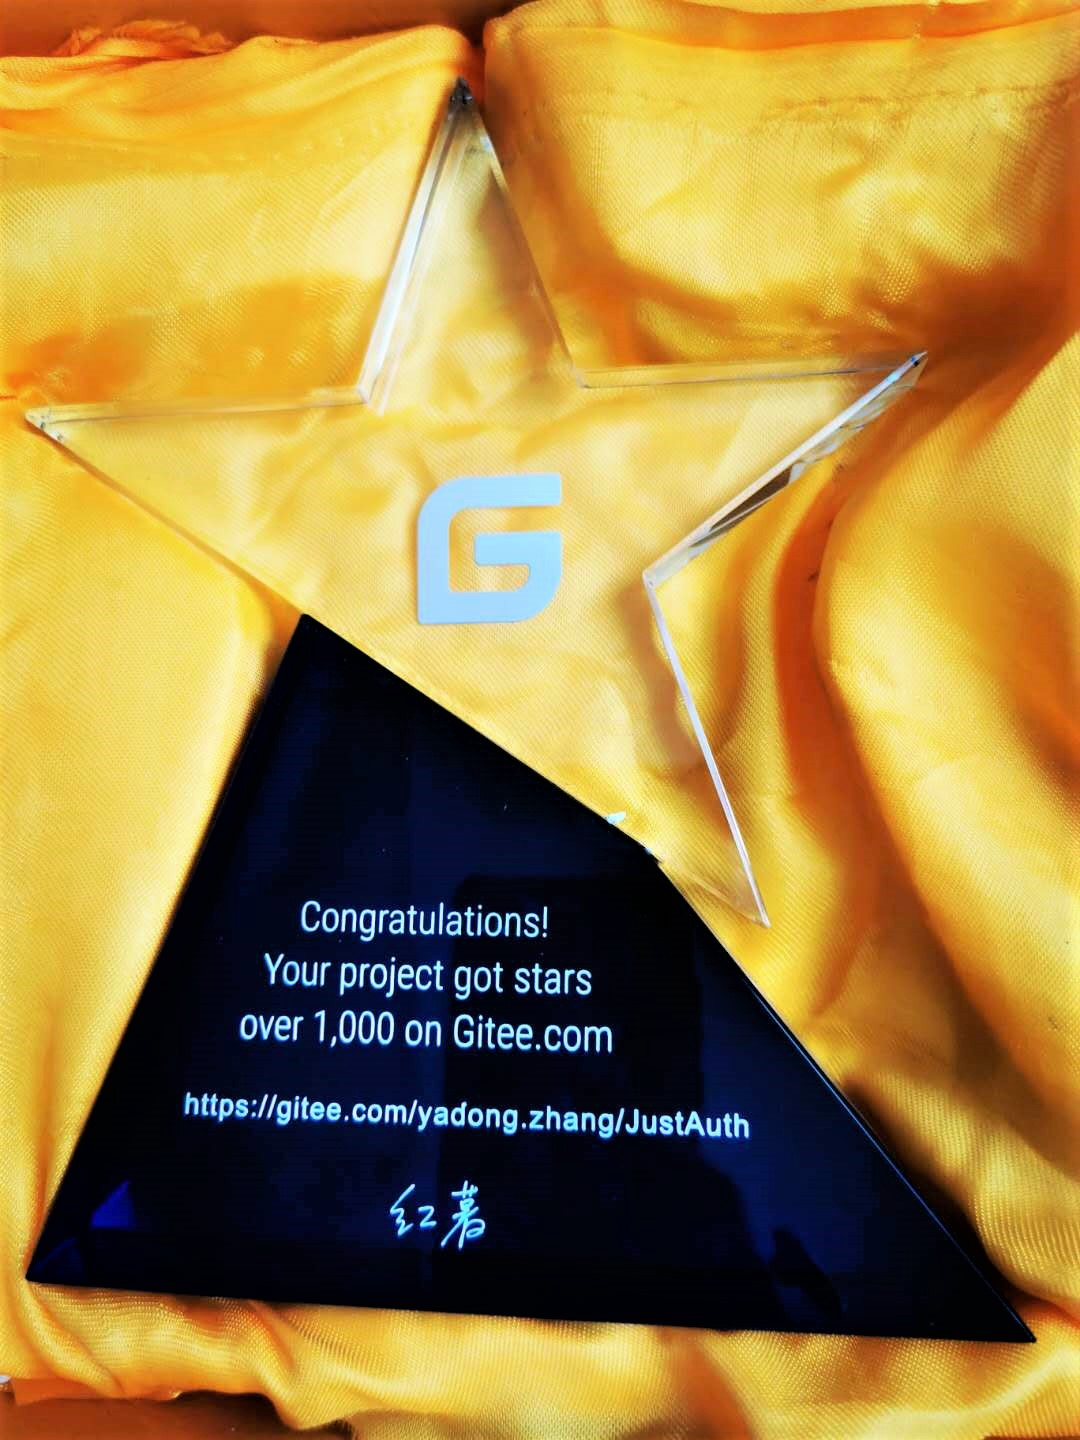 G
Congratulations!
Your project got stars
over 1,000 on Gitee.com
https://gitee.com/yadong.zhang/JustAuth
红薯